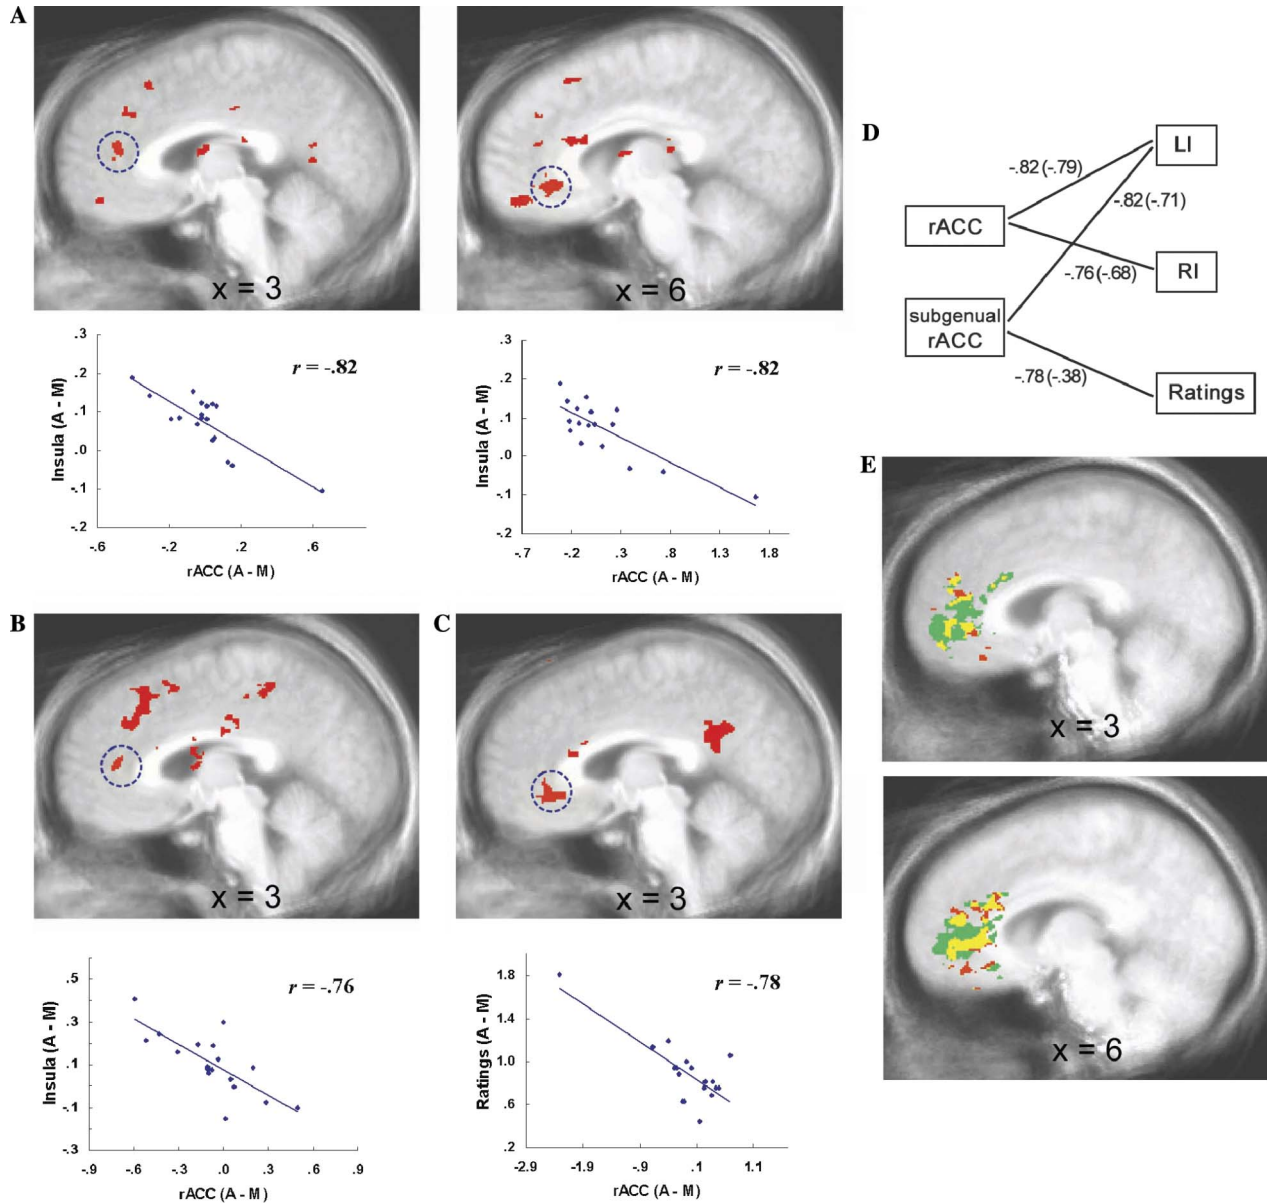 A
x = 3
x = 6
r = -.82
Insula (A - M)
.3
.2
.1
.0
-.1
-.2
-.6
-.2
.2
.6
rACC (A - M)
r = -.82
Insula (A - M)
.3
.2
.1
.0
-.1
.2
-.7
-.2
.3
.8
1.3
1.8
rACC (A - M)
B
x = 3
r = -.76
Insula (A - M)
.5
.3
.1
-.1
-.3
-.9
-.6
-.3
.0
.3
.6
.9
rACC (A - M)
C
x = 3
r = -.78
Ratings (A - M)
1.8
1.4
1.0
.6
.2
-2.9
-1.9
-.9
.1
1.1
rACC (A - M)
D
LI
-.82(-.79)
-.82(-.71)
rACC
RI
-.76(-.68)
subgenual
rACC
-.78(-.38)
Ratings
E
x = 3
x = 6